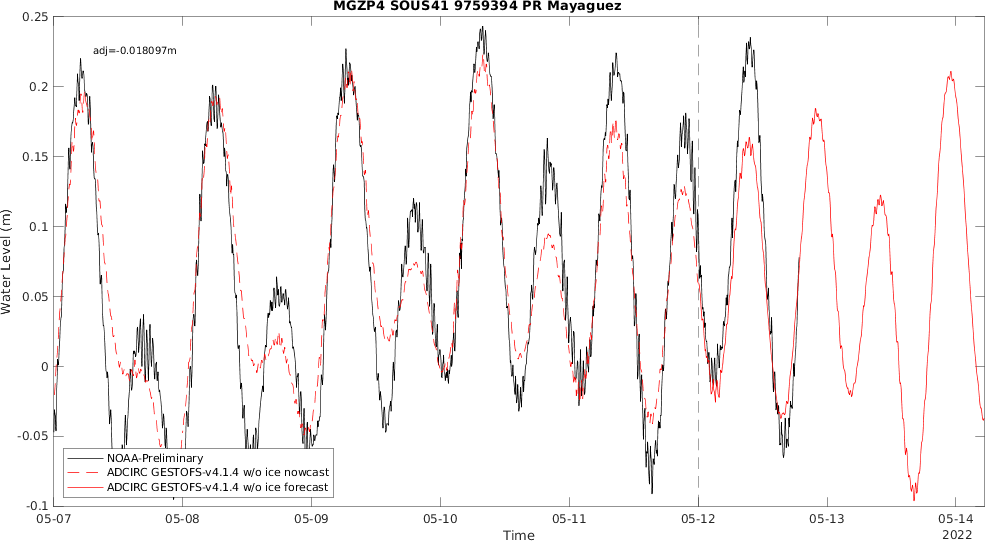 MGZP4 SOUS41 9759394 PR Mayaguez
adj=-0.018097m
0.25
0.2
0.15
0.1
0.05
0
-0.05
-0.1
Water Level (m)
NOAA-Preliminary
ADCIRC GESTOFS-v4.1.4 w/o ice nowcast
ADCIRC GESTOFS-v4.1.4 w/o ice forecast
05-07 05-08 05-09 05-10 05-11 05-12 05-13 05-14
Time
2022